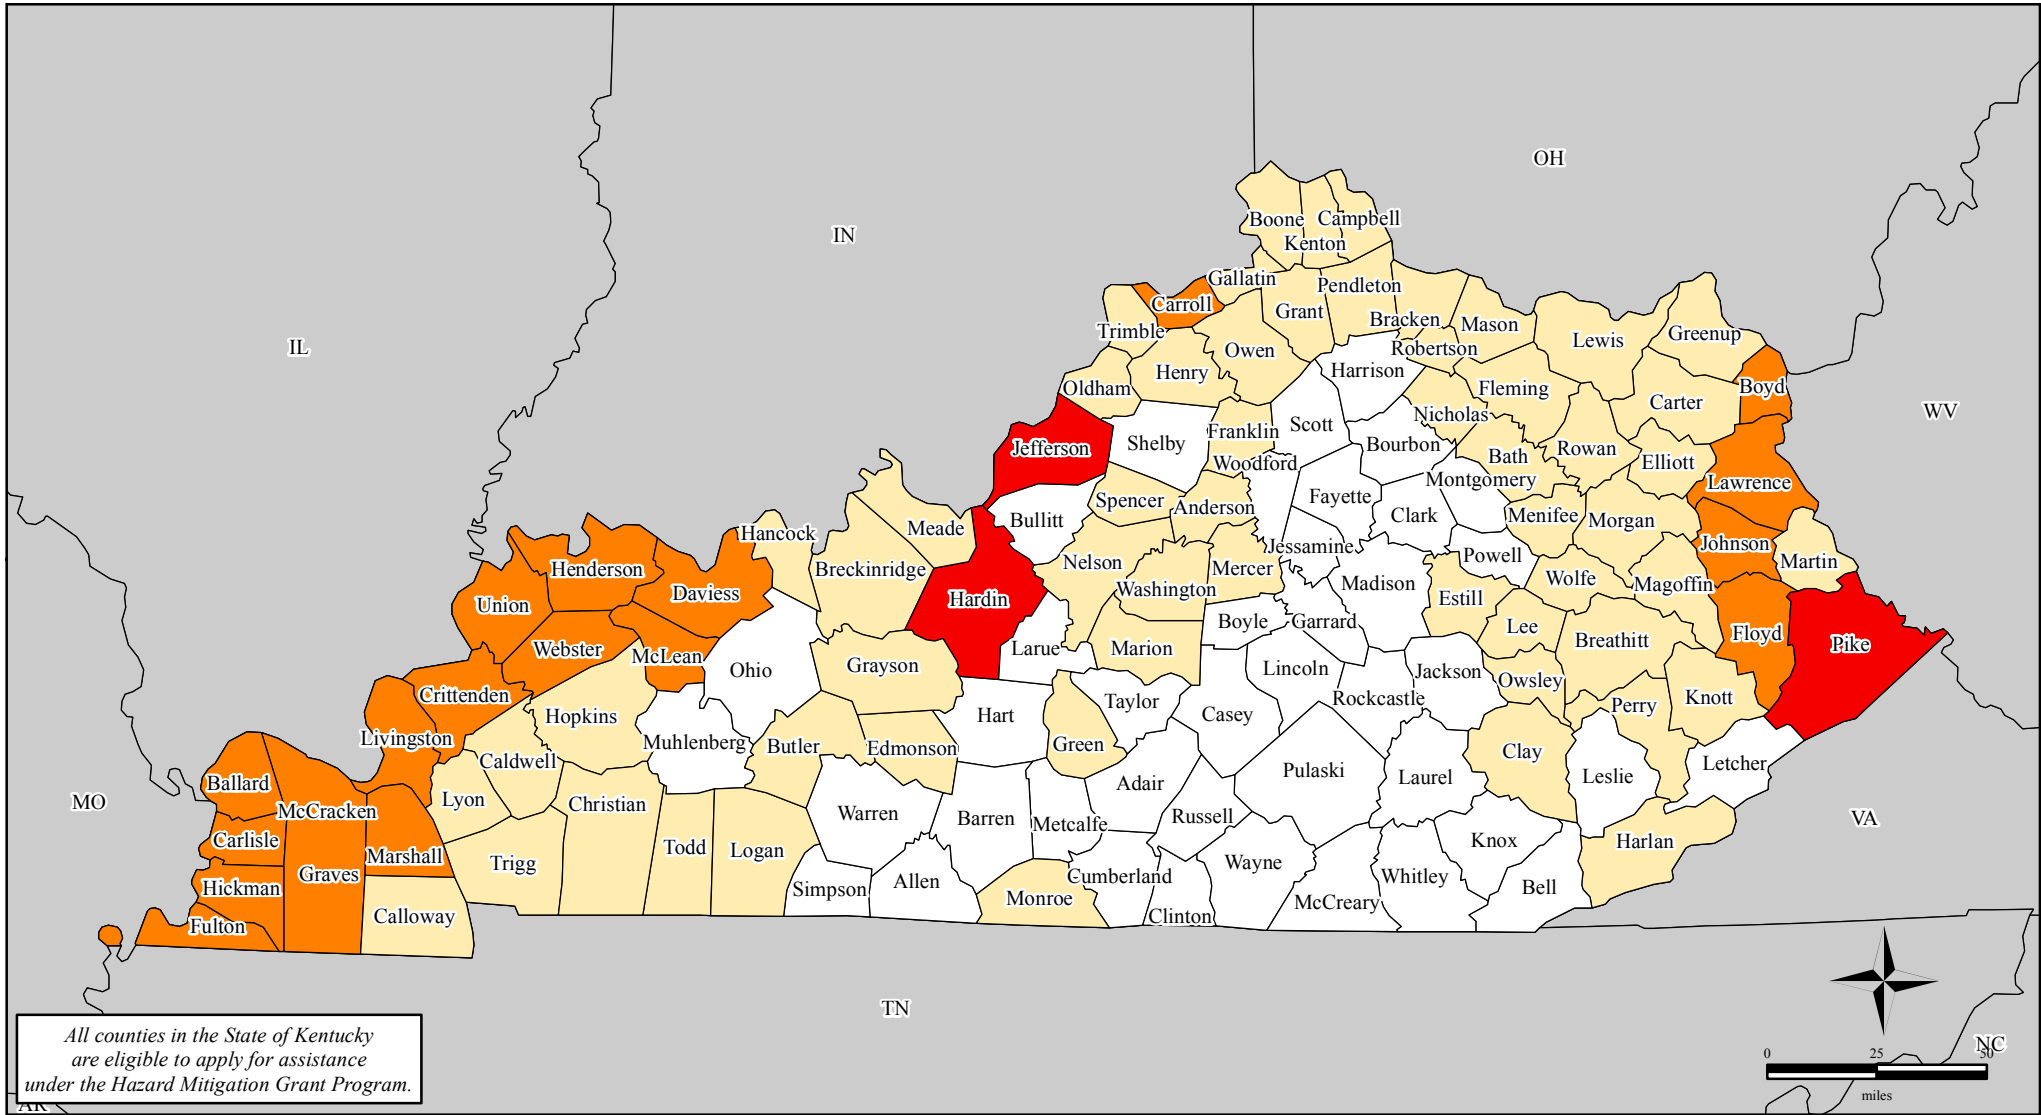 OH
IN
Boone
Campbell
Kenton
Gallatin
Pendleton
Carroll
Grant
Bracken
Mason
Trimble
Greenup
Lewis
IL
Robertson
Owen
Harrison
Henry
Oldham
Boyd
Fleming
Carter
WV
Nicholas
Scott
Franklin
Shelby
Bourbon
Jefferson
Rowan
Bath
Woodford
Elliott
Montgomery
Lawrence
Fayette
Spencer
Anderson
Clark
Menifee
Morgan
Bullitt
Meade
Hancock
Johnson
Jessamine
Powell
Martin
Nelson
Breckinridge
Henderson
Mercer
Wolfe
Madison
Magoffin
Washington
Daviess
Hardin
Estill
Union
Boyle
Garrard
Lee
Floyd
Breathitt
Pike
Webster
McLean
Larue
Marion
Grayson
Ohio
Lincoln
Jackson
Owsley
Crittenden
Rockcastle
Knott
Taylor
Perry
Hopkins
Hart
Casey
Livingston
Muhlenberg
Butler
Edmonson
Green
Clay
Caldwell
Letcher
Pulaski
Laurel
Leslie
Ballard
Adair
MO
Lyon
Christian
McCracken
Warren
Barren
Metcalfe
Russell
VA
Carlisle
Knox
Harlan
Todd
Logan
Marshall
Trigg
Wayne
Graves
Cumberland
Whitley
Allen
Simpson
Hickman
Bell
Monroe
McCreary
Calloway
Clinton
Fulton
TN
All counties in the State of Kentucky
are eligible to apply for assistance
under the Hazard Mitigation Grant Program.
NC
0 25 50
miles
AR